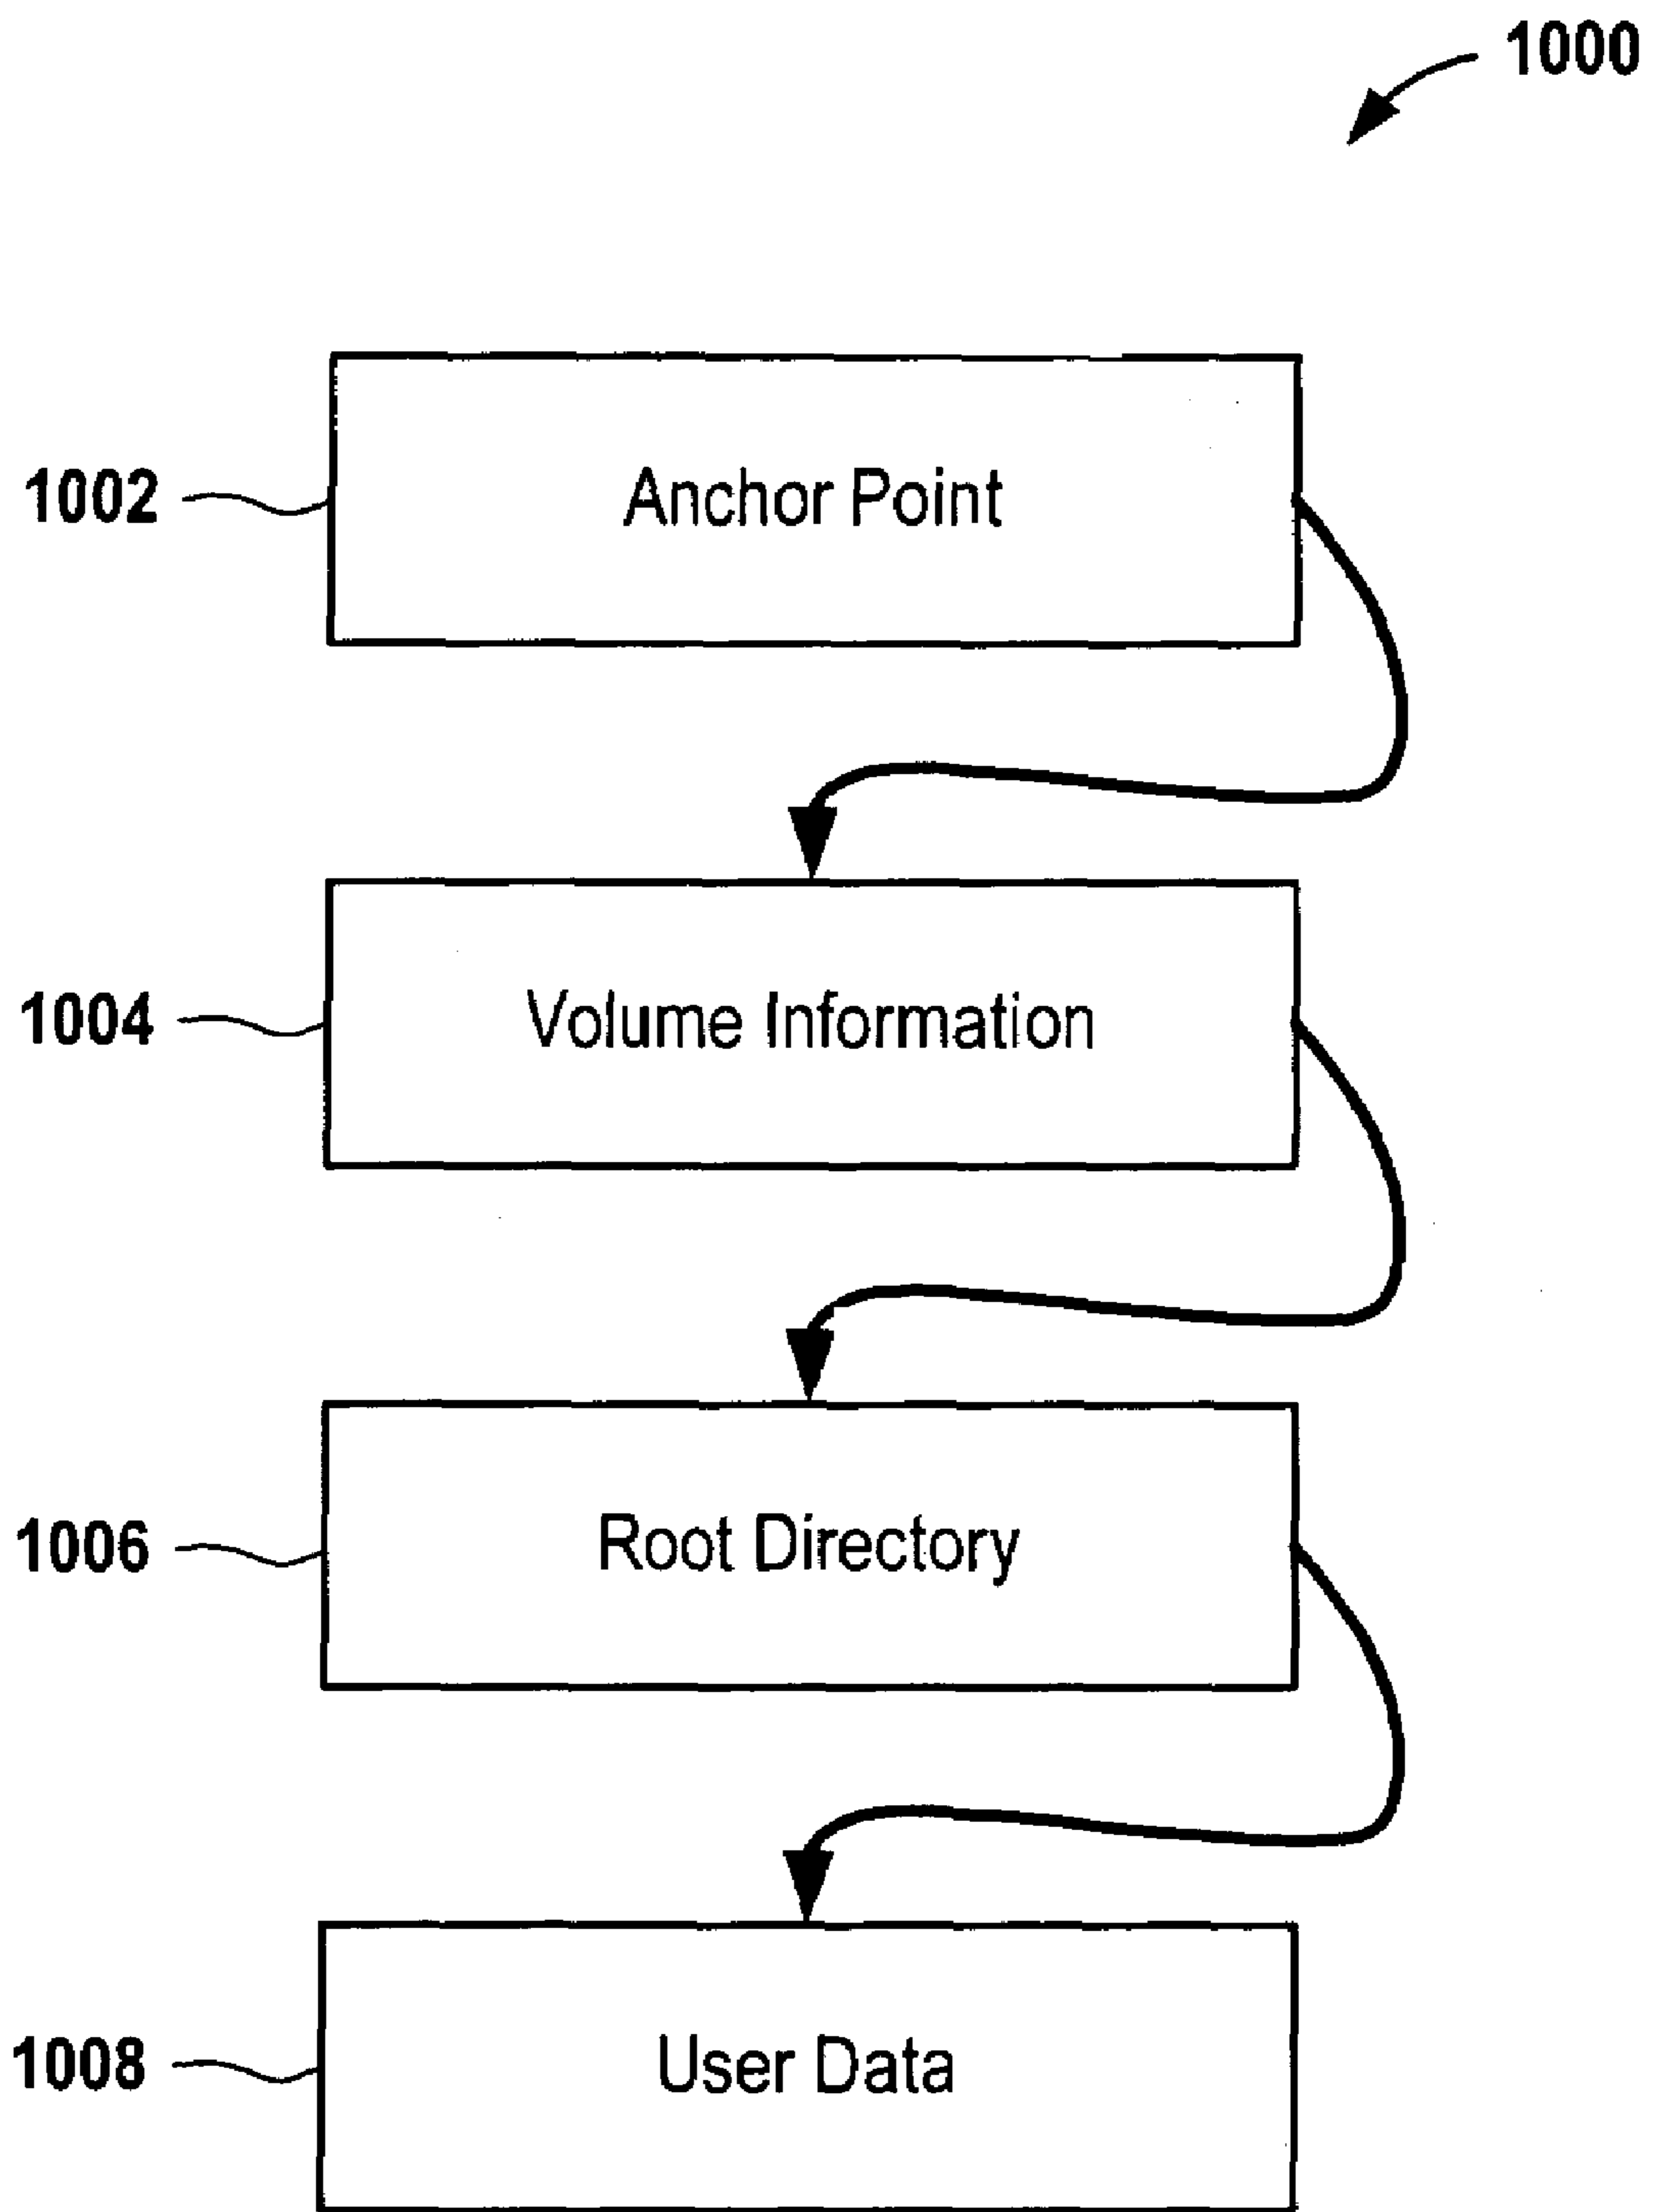 1000
1002
Anchor Point
1004
Volume Information
1006
Root Directory
1008
User Data